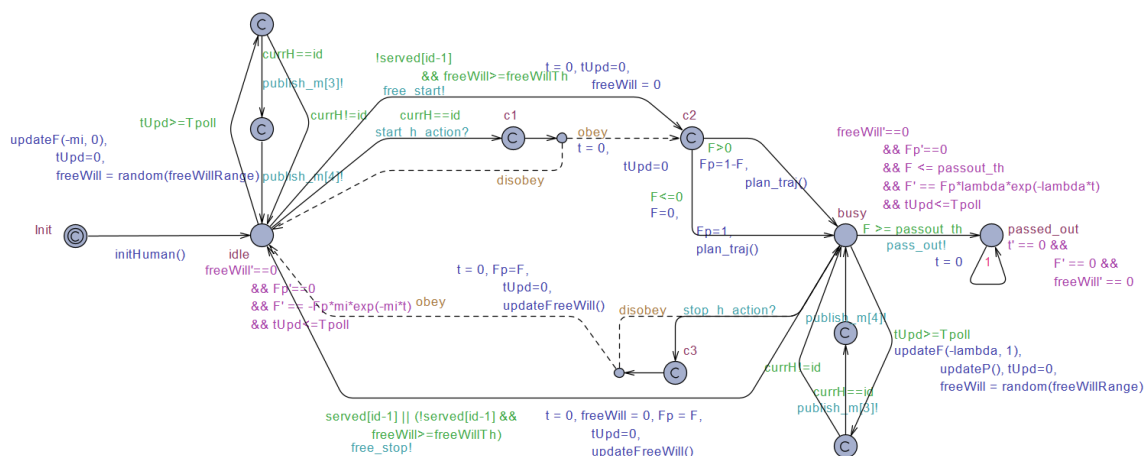 C
currH==id
publish_m[3]!
tUpd>=Tpoll
currH!=id
C
updateF(-mi, 0),
tUpd=0,
freeWill = random(freeWillRange)
publish_m[4]!
!served[id-1]
&& freeWill>=freeWillTh
free_start!
t = 0, tUpd=0,
freeWill = 0
currH==id
start_h_action?
c1
C
obey
t = 0,
tUpd=0
disobey
c2
C
F>0
Fp=1-F,
plan_traj()
F<=0
F=0,
Fp=1,
plan_traj()
freeWill'==0
&& Fp'==0
&& F <= passout_th
&& F' == Fp*lambda*exp(-lambda*t)
&& tUpd<=Tpoll
Init
C
initHuman()
idle
freeWill'==0
&& Fp'==0
&& F' == -Fp*mi*exp(-mi*t)
&& tUpd<=Tpoll
busy
F >= passout_th
pass_out!
t = 0
passed_out
t' == 0 &&
F' == 0 &&
freeWill' == 0
1
t = 0, Fp=F,
tUpd=0,
updateFreeWill()
obey
disobey
stop_h_action?
c3
C
publish_m[4]!
C
tUpd>=Tpoll
updateF(-lambda, 1),
updateP(), tUpd=0,
freeWill = random(freeWillRange)
currH!=id
currH==id
publish_m[3]!
C
served[id-1] || (!served[id-1] &&
freeWill>=freeWillTh)
free_stop!
t = 0, freeWill = 0, Fp = F,
tUpd=0,
updateFreeWill()